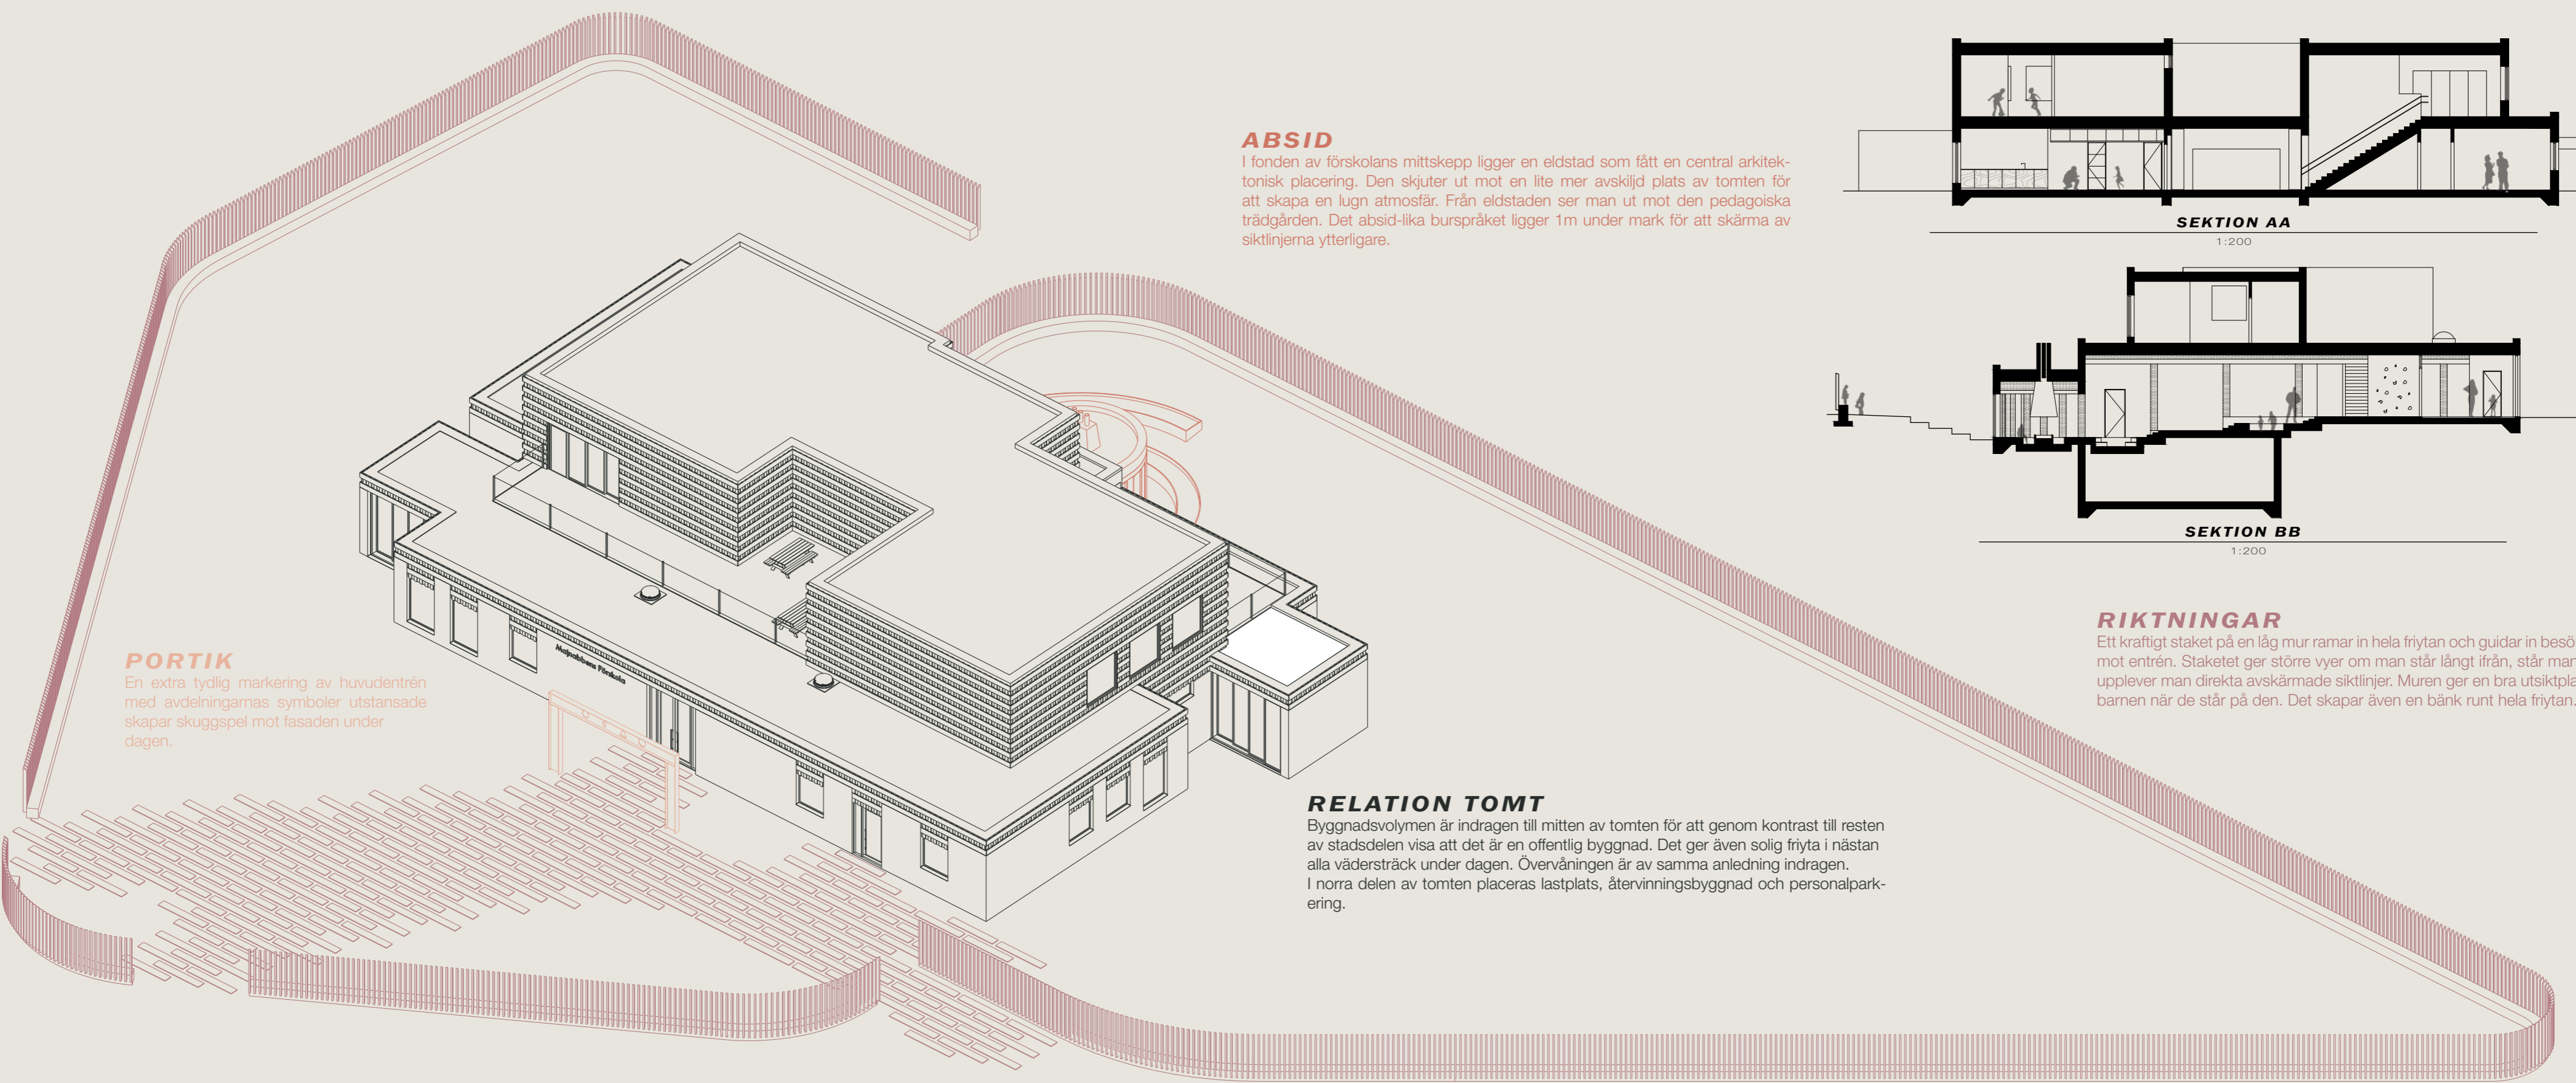 ABSID
I fonden av förskolans mittskepp ligger en eldstad som fått en central arkitek-
tonisk placering. Den skjuter ut mot en lite mer avskiljd plats av tomten för
att skapa en lugn atmosfär. Från eldstaden ser man ut mot den pedagoiska
trädgården. Det absid-lika burspråket ligger 1m under mark för att skärma av
siktlinjerna ytterligare.
SEKTION AA
1:200
SEKTION BB
1:200
RIKTNINGAR
Ett kraftigt staket på en låg mur ramar in hela friytan och guidar in besö
mot entrén. Staketet ger större vyer om man står långt ifrån, står man
upplever man direkta avskärmade siktlinjer. Muren ger en bra utsiktpla
barnen när de står på den. Det skapar även en bänk runt hela friytan.
PORTIK
En extra tydlig markering av huvudentrén
med avdelningarnas symboler utstansade
skapar skuggspel mot fasaden under
dagen.
Majnabbens Förskola
RELATION TOMT
Byggnadsvolymen är indragen till mitten av tomten för att genom kontrast till resten
av stadsdelen visa att det är en offentlig byggnad. Det ger även solig friyta i nästan
alla vädersträck under dagen. Övervåningen är av samma anledning indragen.
I norra delen av tomten placeras lastplats, återvinningsbyggnad och personalpark-
ering.